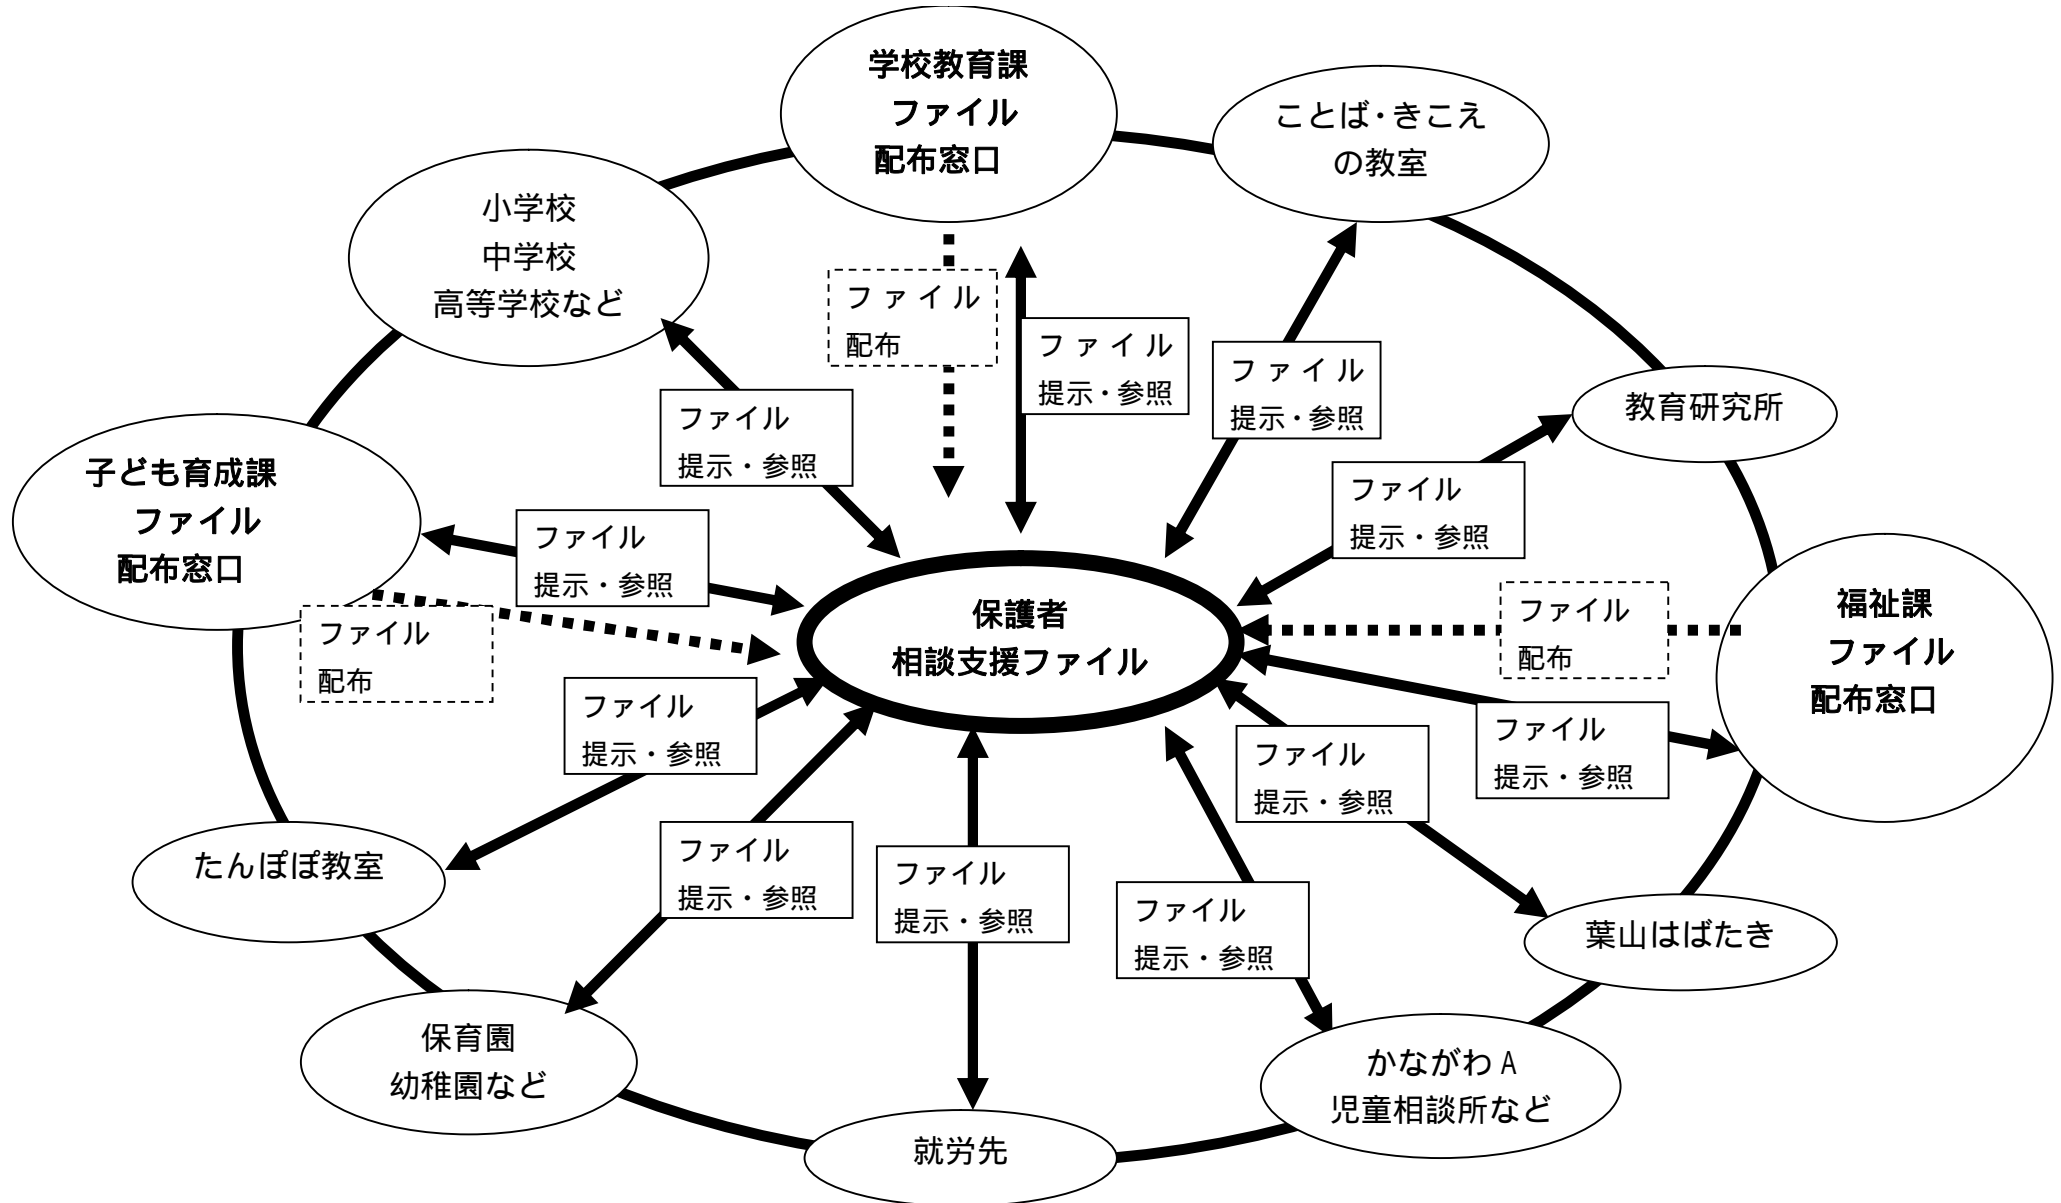 学校教育課
ファイル
配布窓口
ことば・きこえ
の教室
小学校
中学校
高等学校など
ファイル
配布
ファイル
提示・参照
ファイル
提示・参照
教育研究所
ファイル
提示・参照
子ども育成課
ファイル
配布窓口
ファイル
提示・参照
ファイル
提示・参照
ファイル
配布
保護者
相談支援ファイル
ファイル
配布
福祉課
ファイル
配布窓口
ファイル
提示・参照
ファイル
提示・参照
ファイル
提示・参照
たんぽぽ教室
ファイル
提示・参照
ファイル
提示・参照
ファイル
提示・参照
葉山はばたき
保育園
幼稚園など
かながわA
児童相談所など
就労先